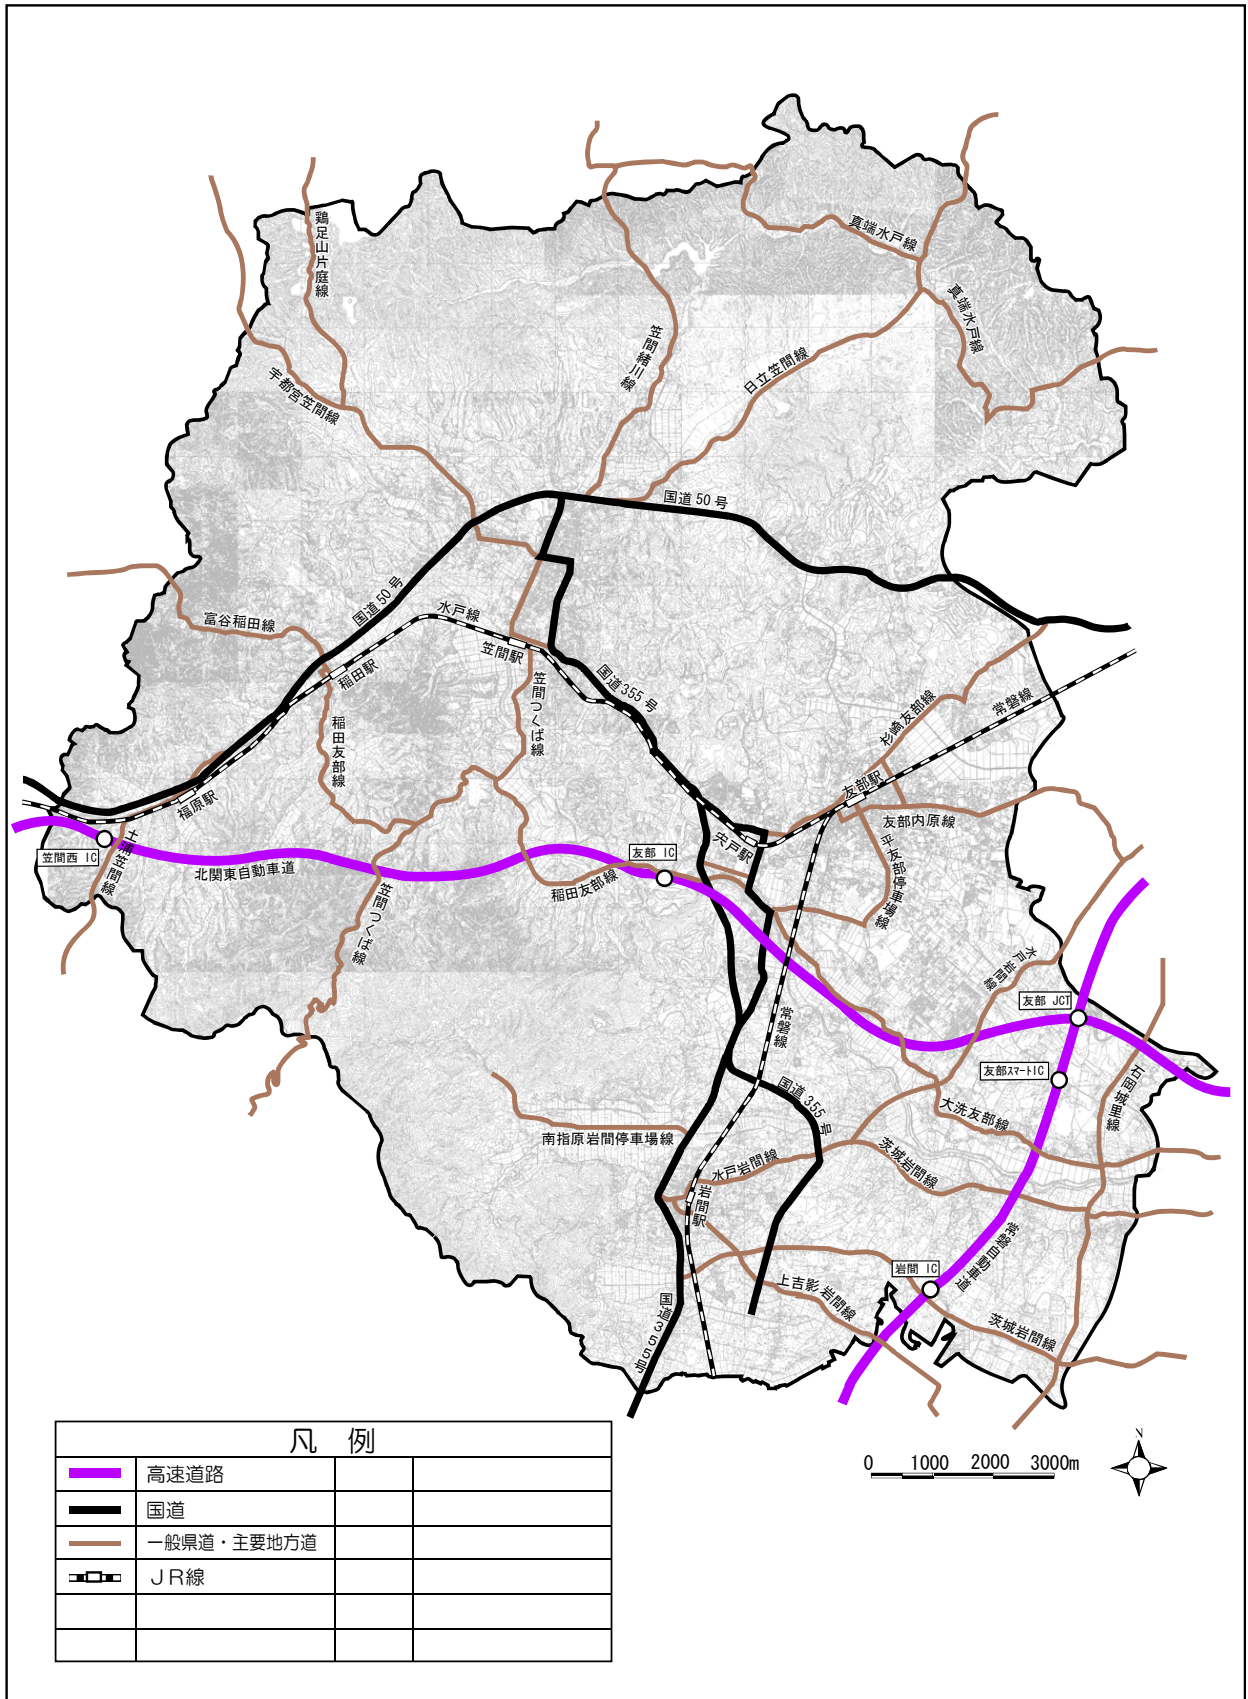 鶏足山片庭線
真端水戸線
真端水戸線
笠間緒川線
日立笠間線
宇都宮笠間線
国道50号
国道50号
水戸線
富谷稲田線
笠間駅
稲田駅
国道355号
笠間つくば線
稲田友部線
杉崎友部線
常磐線
友部駅
福原駅
友部内原線
宍戸駅
土浦笠間線
笠間西 IC
友部 IC
北関東自動車道
平友部停車場線
稲田友部線
笠間つくば線
水戸岩間線
友部 JCT
常磐線
友部スマートIC
石岡城里線
国道355号
大洗友部線
南指原岩間停車場線
茨城岩間線
水戸岩間線
岩間駅
常磐自動車道
岩間 IC
上吉影岩間線
国道355号
茨城岩間線
凡 例
高速道路
国道
一般県道・主要地方道
JR線
0 1000 2000 3000m
N